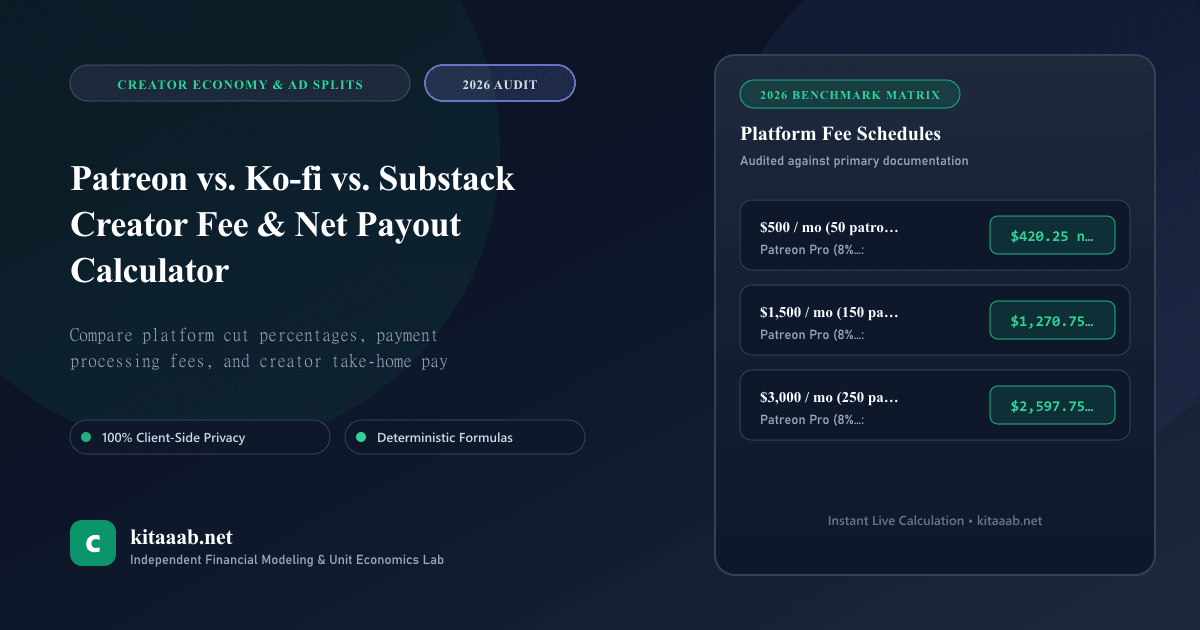 CREATOR ECONOMY & AD SPLITS
2026 AUDIT
Patreon vs. Ko-fi vs. Substack
Creator Fee & Net Payout
Calculator
Compare platform cut percentages, payment
processing fees, and creator take-home pay
100% Client-Side Privacy
Deterministic Formulas
C
kitaaab.net
Independent Financial Modeling & Unit Economics Lab
2026 BENCHMARK MATRIX
Platform Fee Schedules
Audited against primary documentation
$500 / mo (50 patro…
Patreon Pro (8%…:
$420.25 n…
$1,500 / mo (150 pa…
Patreon Pro (8%…:
$1,270.75…
$3,000 / mo (250 pa…
Patreon Pro (8%…:
$2,597.75…
Instant Live Calculation • kitaaab.net